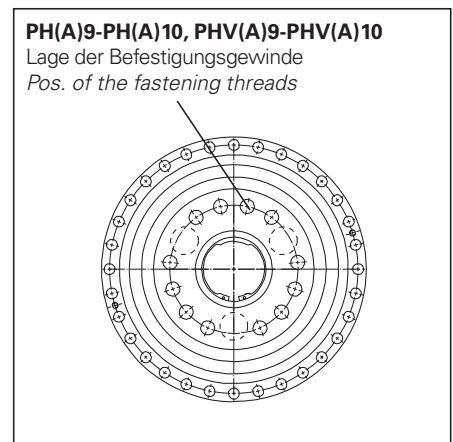 PH(A)9-PH(A)10, PHV(A)9-PHV(A)10
Lage der Befestigungsgewinde
Pos. of the fastening threads